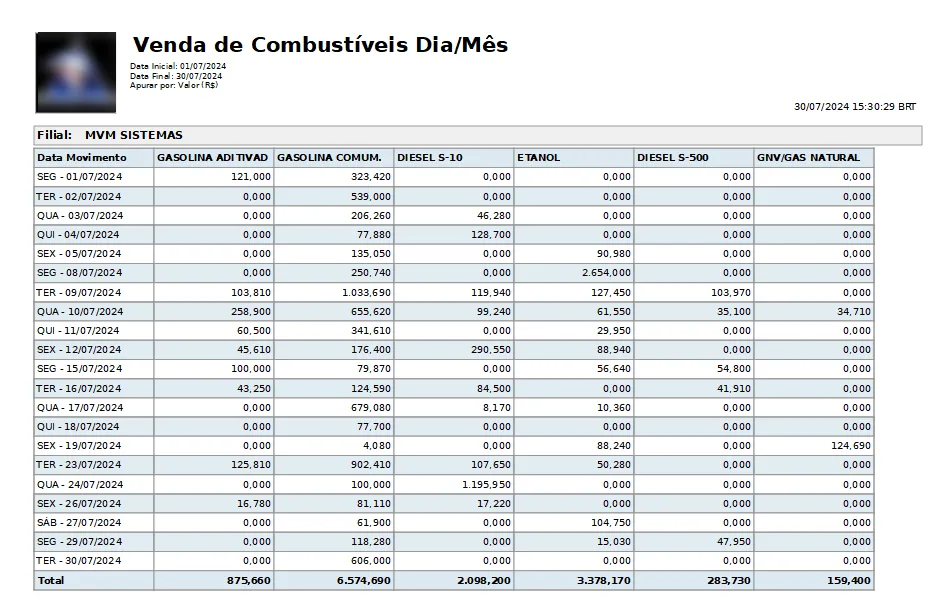 Venda de Combustíveis Dia/Mês
Data Inicial: 01/07/2024
Data Final: 30/07/2024
Apurar por: Valor (R$)
30/07/2024 15:30:29 BRT
Filial: MVM SISTEMAS
Data Movimento GASOLINA ADITIVAD GASOLINA COMUM. DIESEL S-10 ETANOL DIESEL S-500 GNV/GAS NATURAL
SEG - 01/07/2024 121,000 323,420 0,000 0,000 0,000 0,000
TER - 02/07/2024 0,000 539,000 0,000 0,000 0,000 0,000
QUA - 03/07/2024 0,000 206,260 46,280 0,000 0,000 0,000
QUI - 04/07/2024 0,000 77,880 128,700 0,000 0,000 0,000
SEX - 05/07/2024 0,000 135,050 0,000 90,980 0,000 0,000
SEG - 08/07/2024 0,000 250,740 0,000 2.654,000 0,000 0,000
TER - 09/07/2024 103,810 1.033,690 119,940 127,450 103,970 0,000
QUA - 10/07/2024 258,900 655,620 99,240 61,550 35,100 34,710
QUI - 11/07/2024 60,500 341,610 0,000 29,950 0,000 0,000
SEX - 12/07/2024 45,610 176,400 290,550 88,940 0,000 0,000
SEG - 15/07/2024 100,000 79,870 0,000 56,640 54,800 0,000
TER - 16/07/2024 43,250 124,590 84,500 0,000 41,910 0,000
QUA - 17/07/2024 0,000 679,080 8,170 10,360 0,000 0,000
QUI - 18/07/2024 0,000 77,700 0,000 0,000 0,000 0,000
SEX - 19/07/2024 0,000 4,080 0,000 88,240 0,000 124,690
TER - 23/07/2024 125,810 902,410 107,650 50,280 0,000 0,000
QUA - 24/07/2024 0,000 100,000 1.195,950 0,000 0,000 0,000
SEX - 26/07/2024 16,780 81,110 17,220 0,000 0,000 0,000
SÁB - 27/07/2024 0,000 61,900 0,000 104,750 0,000 0,000
SEG - 29/07/2024 0,000 118,280 0,000 15,030 47,950 0,000
TER - 30/07/2024 0,000 606,000 0,000 0,000 0,000 0,000
Total 875,660 6.574,690 2.098,200 3.378,170 283,730 159,400